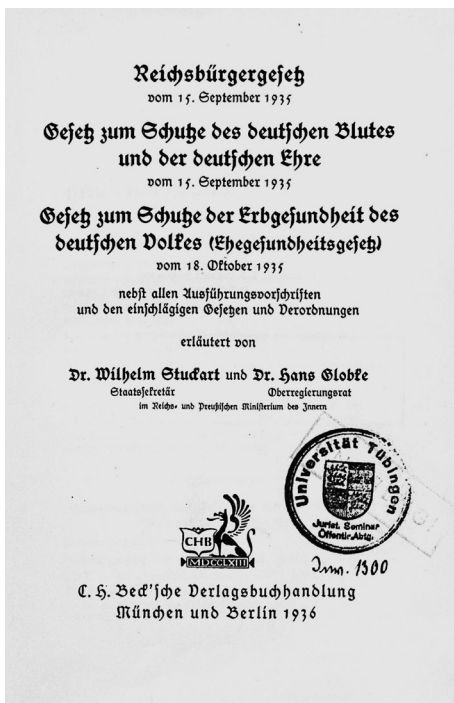 Reichsbürgergesetz
vom 15. September 1935
Gesetz zum Schutze des deutschen Blutes
und der deutschen Ehre
vom 15. September 1935
Gesetz zum Schutze der Erbgesundheit des
deutschen Volkes (Ehegesundheitsgesetz)
vom 18. Oktober 1935
nebst allen Ausführungsvorschriften
und den einschlägigen Gesetzen und Verordnungen
erläutert von
Dr. Wilhelm Stuckart und Dr. Hans Globke
Staatssekretär Oberregierungsrat
im Reichs- und Preußischen Ministerium des Innern
Universität Tübingen
Jurist. Seminar
Öffentlr. Abtg.
Inv. 1300
CHB
MDCCLXIII
C. H. Beck'sche Verlagsbuchhandlung
München und Berlin 1936